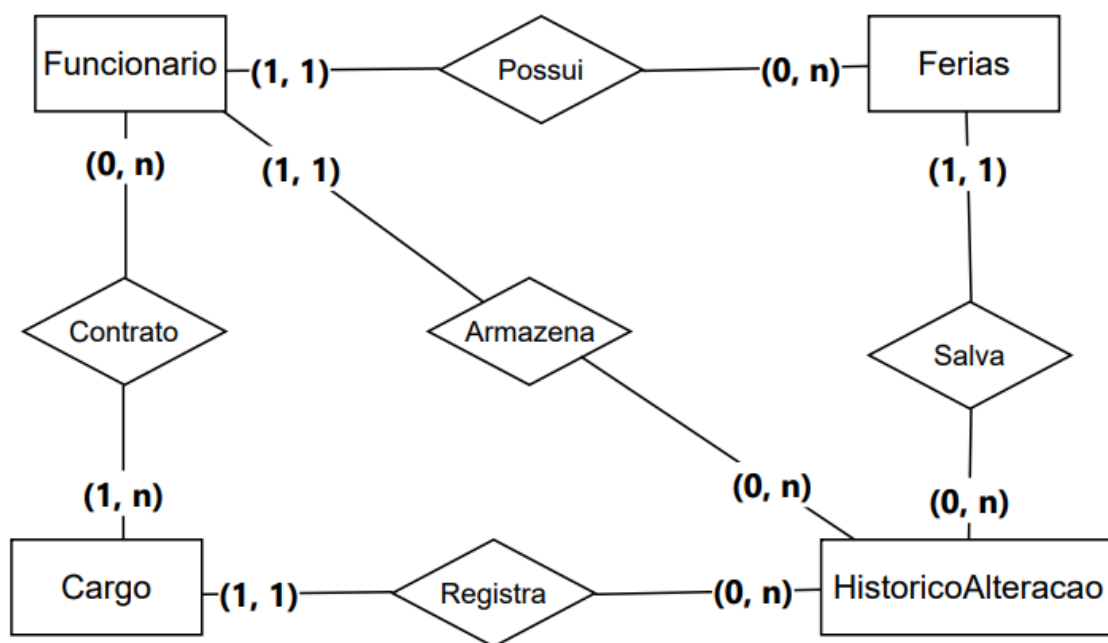 Funcionario
(1, 1)
Possui
(0, n)
Ferias
(0, n)
(1, 1)
(1, 1)
Contrato
Armazena
Salva
(1, n)
(0, n)
(0, n)
Cargo
(1, 1)
Registra
(0, n)
HistoricoAlteracao